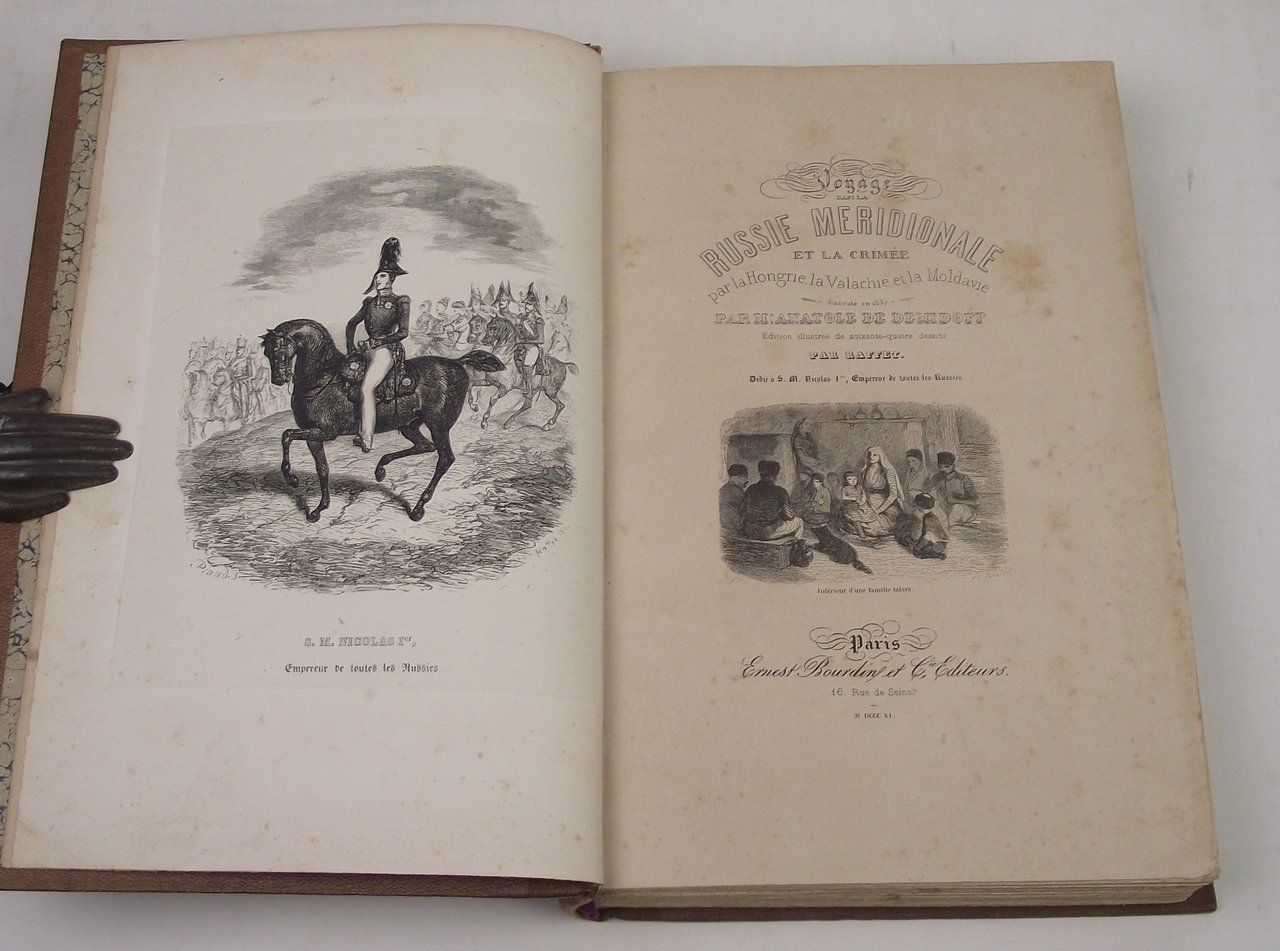 S. M. NICOLAS Ier,
Empereur de toutes les Russies
Voyage
DANS LA
RUSSIE MERIDIONALE
ET LA CRIMÉE
par la Hongrie, la Valachie et la Moldavie
Exécuté en 1837
PAR Mr. ANATOLE DE DEMIDOFF
Edition illustrée de soixante-quatre dessins
PAR RAFFET.
Dédié à S. M. Nicolas Ier, Empereur de toutes les Russies.
Intérieur d'une famille tatare.
Paris
Ernest Bourdin et Cie Editeurs.
16, Rue de Seine
M DCCC XL.